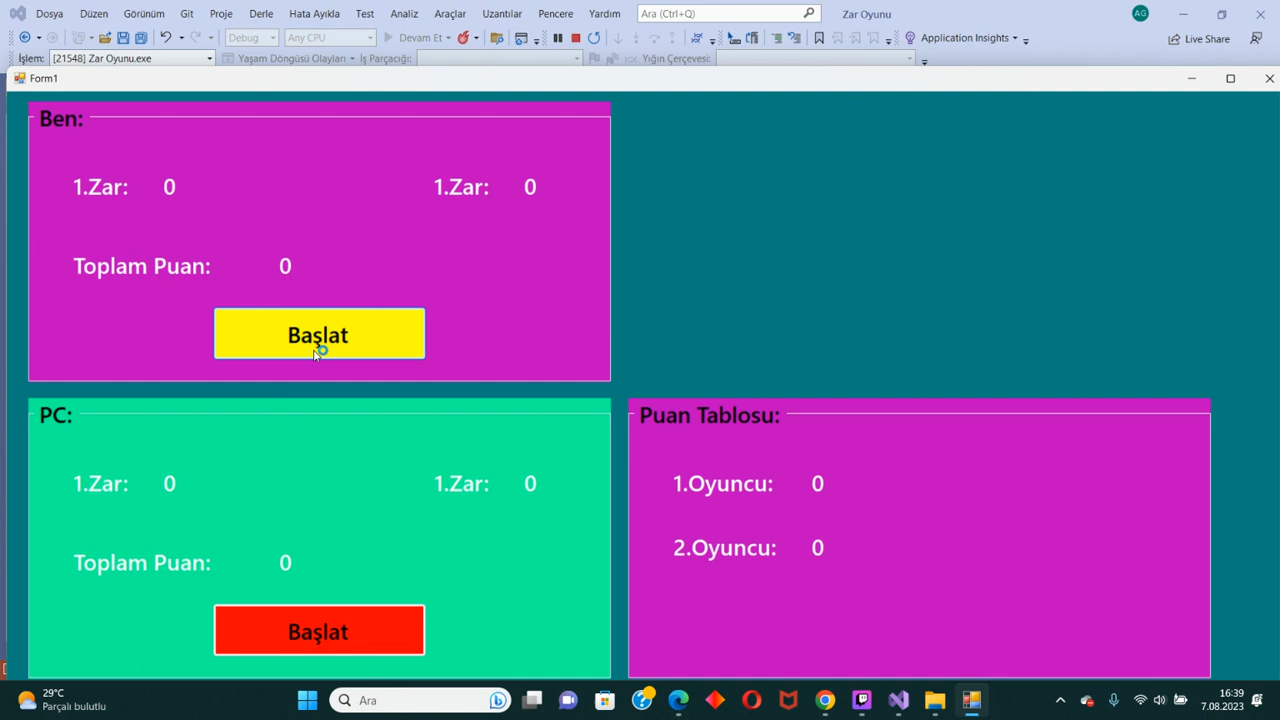 Dosya Düzen Görünüm Git Proje Derle Hata Ayıkla Test Analiz Araçlar Uzantılar Pencere Yardım Ara (Ctrl+Q) Zar Oyunu AG
Debug Any CPU Devam Et Application Insights Live Share
İşlem: [21548] Zar Oyunu.exe Yaşam Döngüsü Olayları İş Parçacığı: Yığın Çerçevesi:
Form1
Ben:
1.Zar: 0 1.Zar: 0
Toplam Puan: 0
Başlat
PC:
1.Zar: 0 1.Zar: 0
Toplam Puan: 0
Başlat
Puan Tablosu:
1.Oyuncu: 0
2.Oyuncu: 0
29°C
Parçalı bulutlu
Ara
16:39
7.08.2023